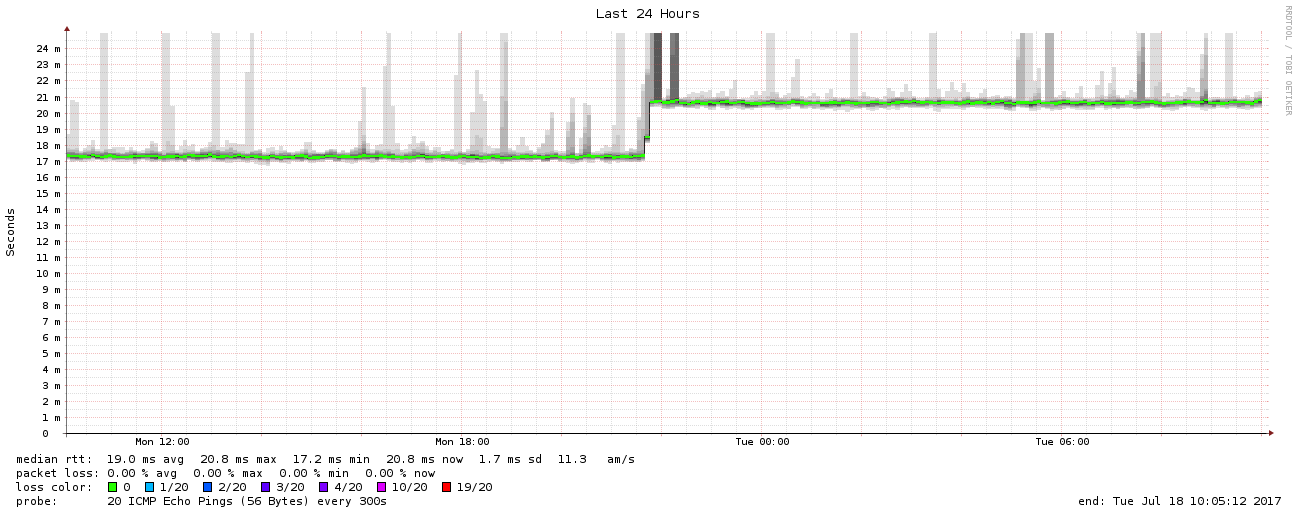 Last 24 Hours
RRDTOOL / TOBI OETIKER
Seconds
24 m
23 m
22 m
21 m
20 m
19 m
18 m
17 m
16 m
15 m
14 m
13 m
12 m
11 m
10 m
9 m
8 m
7 m
6 m
5 m
4 m
3 m
2 m
1 m
0
Mon 12:00 Mon 18:00 Tue 00:00 Tue 06:00
median rtt: 19.0 ms avg 20.8 ms max 17.2 ms min 20.8 ms now 1.7 ms sd 11.3 am/s
packet loss: 0.00 % avg 0.00 % max 0.00 % min 0.00 % now
loss color: 0 1/20 2/20 3/20 4/20 10/20 19/20
probe: 20 ICMP Echo Pings (56 Bytes) every 300s end: Tue Jul 18 10:05:12 2017